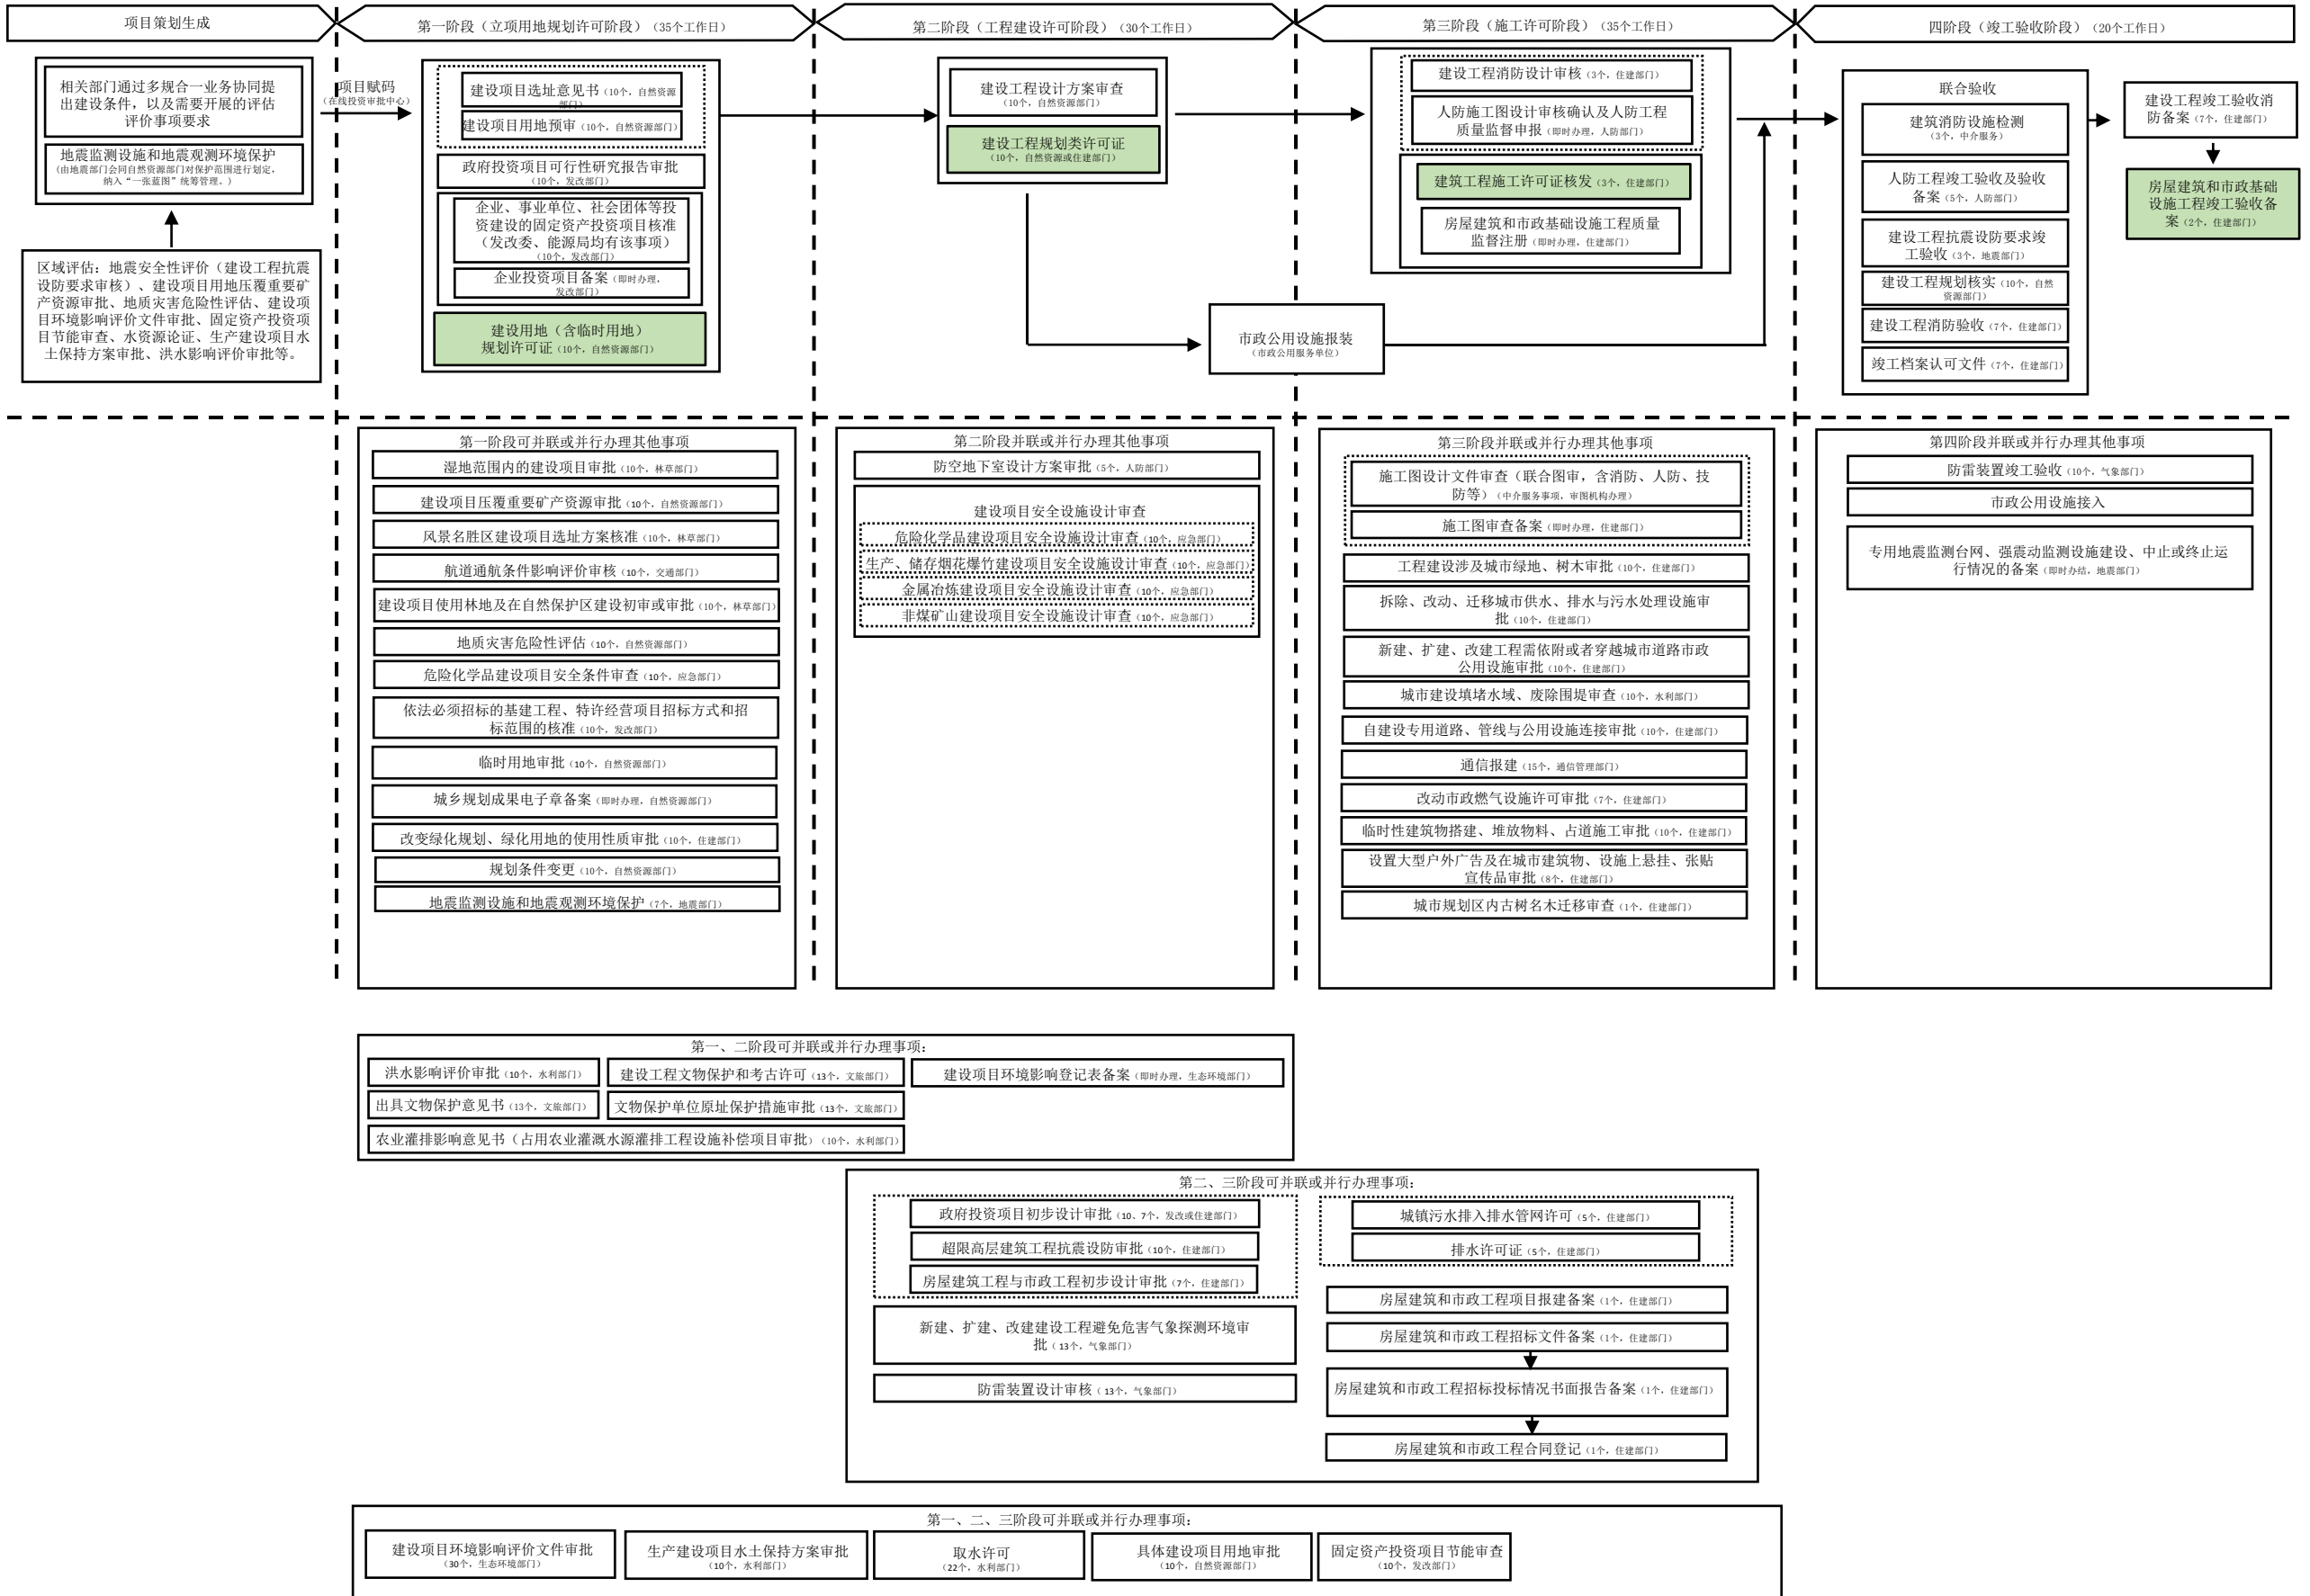 项目策划生成
第一阶段（立项用地规划许可阶段）（35个工作日）
第二阶段（工程建设许可阶段）（30个工作日）
第三阶段（施工许可阶段）（35个工作日）
四阶段（竣工验收阶段）（20个工作日）
相关部门通过多规合一业务协同提
出建设条件，以及需要开展的评估
评价事项要求
地震监测设施和地震观测环境保护
（由地震部门会同自然资源部门对保护范围进行划定，
纳入“一张蓝图”统筹管理。）
区域评估：地震安全性评价（建设工程抗震
设防要求审核）、建设项目用地压覆重要矿
产资源审批、地质灾害危险性评估、建设项
目环境影响评价文件审批、固定资产投资项
目节能审查、水资源论证、生产建设项目水
土保持方案审批、洪水影响评价审批等。
项目赋码
（在线投资审批中心）
建设项目选址意见书（10个，自然资源
部门）
建设项目用地预审（10个，自然资源部门）
政府投资项目可行性研究报告审批
（10个，发改部门）
企业、事业单位、社会团体等投
资建设的固定资产投资项目核准
（发改委、能源局均有该事项）
（10个，发改部门）
企业投资项目备案（即时办理，
发改部门）
建设用地（含临时用地）
规划许可证（10个，自然资源部门）
建设工程设计方案审查
（10个，自然资源部门）
建设工程规划类许可证
（10个，自然资源或住建部门）
市政公用设施报装
（市政公用服务单位）
建设工程消防设计审核（3个，住建部门）
人防施工图设计审核确认及人防工程
质量监督申报（即时办理，人防部门）
建筑工程施工许可证核发（3个，住建部门）
房屋建筑和市政基础设施工程质量
监督注册（即时办理，住建部门）
联合验收
建筑消防设施检测
（3个，中介服务）
人防工程竣工验收及验收
备案（5个，人防部门）
建设工程抗震设防要求竣
工验收（3个，地震部门）
建设工程规划核实（10个，自然
资源部门）
建设工程消防验收（7个，住建部门）
竣工档案认可文件（7个，住建部门）
建设工程竣工验收消
防备案（7个，住建部门）
房屋建筑和市政基础
设施工程竣工验收备
案（2个，住建部门）
第一阶段可并联或并行办理其他事项
湿地范围内的建设项目审批（10个，林草部门）
建设项目压覆重要矿产资源审批（10个，自然资源部门）
风景名胜区建设项目选址方案核准（10个，林草部门）
航道通航条件影响评价审核（10个，交通部门）
建设项目使用林地及在自然保护区建设初审或审批（10个，林草部门）
地质灾害危险性评估（10个，自然资源部门）
危险化学品建设项目安全条件审查（10个，应急部门）
依法必须招标的基建工程、特许经营项目招标方式和招
标范围的核准（10个，发改部门）
临时用地审批（10个，自然资源部门）
城乡规划成果电子章备案（即时办理，自然资源部门）
改变绿化规划、绿化用地的使用性质审批（10个，住建部门）
规划条件变更（10个，自然资源部门）
地震监测设施和地震观测环境保护（7个，地震部门）
第二阶段并联或并行办理其他事项
防空地下室设计方案审批（5个，人防部门）
建设项目安全设施设计审查
危险化学品建设项目安全设施设计审查（10个，应急部门）
生产、储存烟花爆竹建设项目安全设施设计审查（10个，应急部门）
金属冶炼建设项目安全设施设计审查（10个，应急部门）
非煤矿山建设项目安全设施设计审查（10个，应急部门）
第三阶段并联或并行办理其他事项
施工图设计文件审查（联合图审，含消防、人防、技
防等）（中介服务事项，审图机构办理）
施工图审查备案（即时办理，住建部门）
工程建设涉及城市绿地、树木审批（10个，住建部门）
拆除、改动、迁移城市供水、排水与污水处理设施审
批（10个，住建部门）
新建、扩建、改建工程需依附或者穿越城市道路市政
公用设施审批（10个，住建部门）
城市建设填堵水域、废除围堤审查（10个，水利部门）
自建设专用道路、管线与公用设施连接审批（10个，住建部门）
通信报建（15个，通信管理部门）
改动市政燃气设施许可审批（7个，住建部门）
临时性建筑物搭建、堆放物料、占道施工审批（10个，住建部门）
设置大型户外广告及在城市建筑物、设施上悬挂、张贴
宣传品审批（8个，住建部门）
城市规划区内古树名木迁移审查（1个，住建部门）
第四阶段并联或并行办理其他事项
防雷装置竣工验收（10个，气象部门）
市政公用设施接入
专用地震监测台网、强震动监测设施建设、中止或终止运
行情况的备案（即时办结，地震部门）
第一、二阶段可并联或并行办理事项：
洪水影响评价审批（10个，水利部门）
建设工程文物保护和考古许可（13个，文旅部门）
建设项目环境影响登记表备案（即时办理，生态环境部门）
出具文物保护意见书（13个，文旅部门）
文物保护单位原址保护措施审批（13个，文旅部门）
农业灌排影响意见书（占用农业灌溉水源灌排工程设施补偿项目审批）（10个，水利部门）
第二、三阶段可并联或并行办理事项：
政府投资项目初步设计审批（10、7个，发改或住建部门）
超限高层建筑工程抗震设防审批（10个，住建部门）
房屋建筑工程与市政工程初步设计审批（7个，住建部门）
新建、扩建、改建建设工程避免危害气象探测环境审
批（ 13个，气象部门）
防雷装置设计审核（ 13个，气象部门）
城镇污水排入排水管网许可（5个，住建部门）
排水许可证（5个，住建部门）
房屋建筑和市政工程项目报建备案（1个，住建部门）
房屋建筑和市政工程招标文件备案（1个，住建部门）
房屋建筑和市政工程招标投标情况书面报告备案（1个，住建部门）
房屋建筑和市政工程合同登记（1个，住建部门）
第一、二、三阶段可并联或并行办理事项：
建设项目环境影响评价文件审批
（30个，生态环境部门）
生产建设项目水土保持方案审批
（10个，水利部门）
取水许可
（22个，水利部门）
具体建设项目用地审批
（10个，自然资源部门）
固定资产投资项目节能审查
（10个，发改部门）